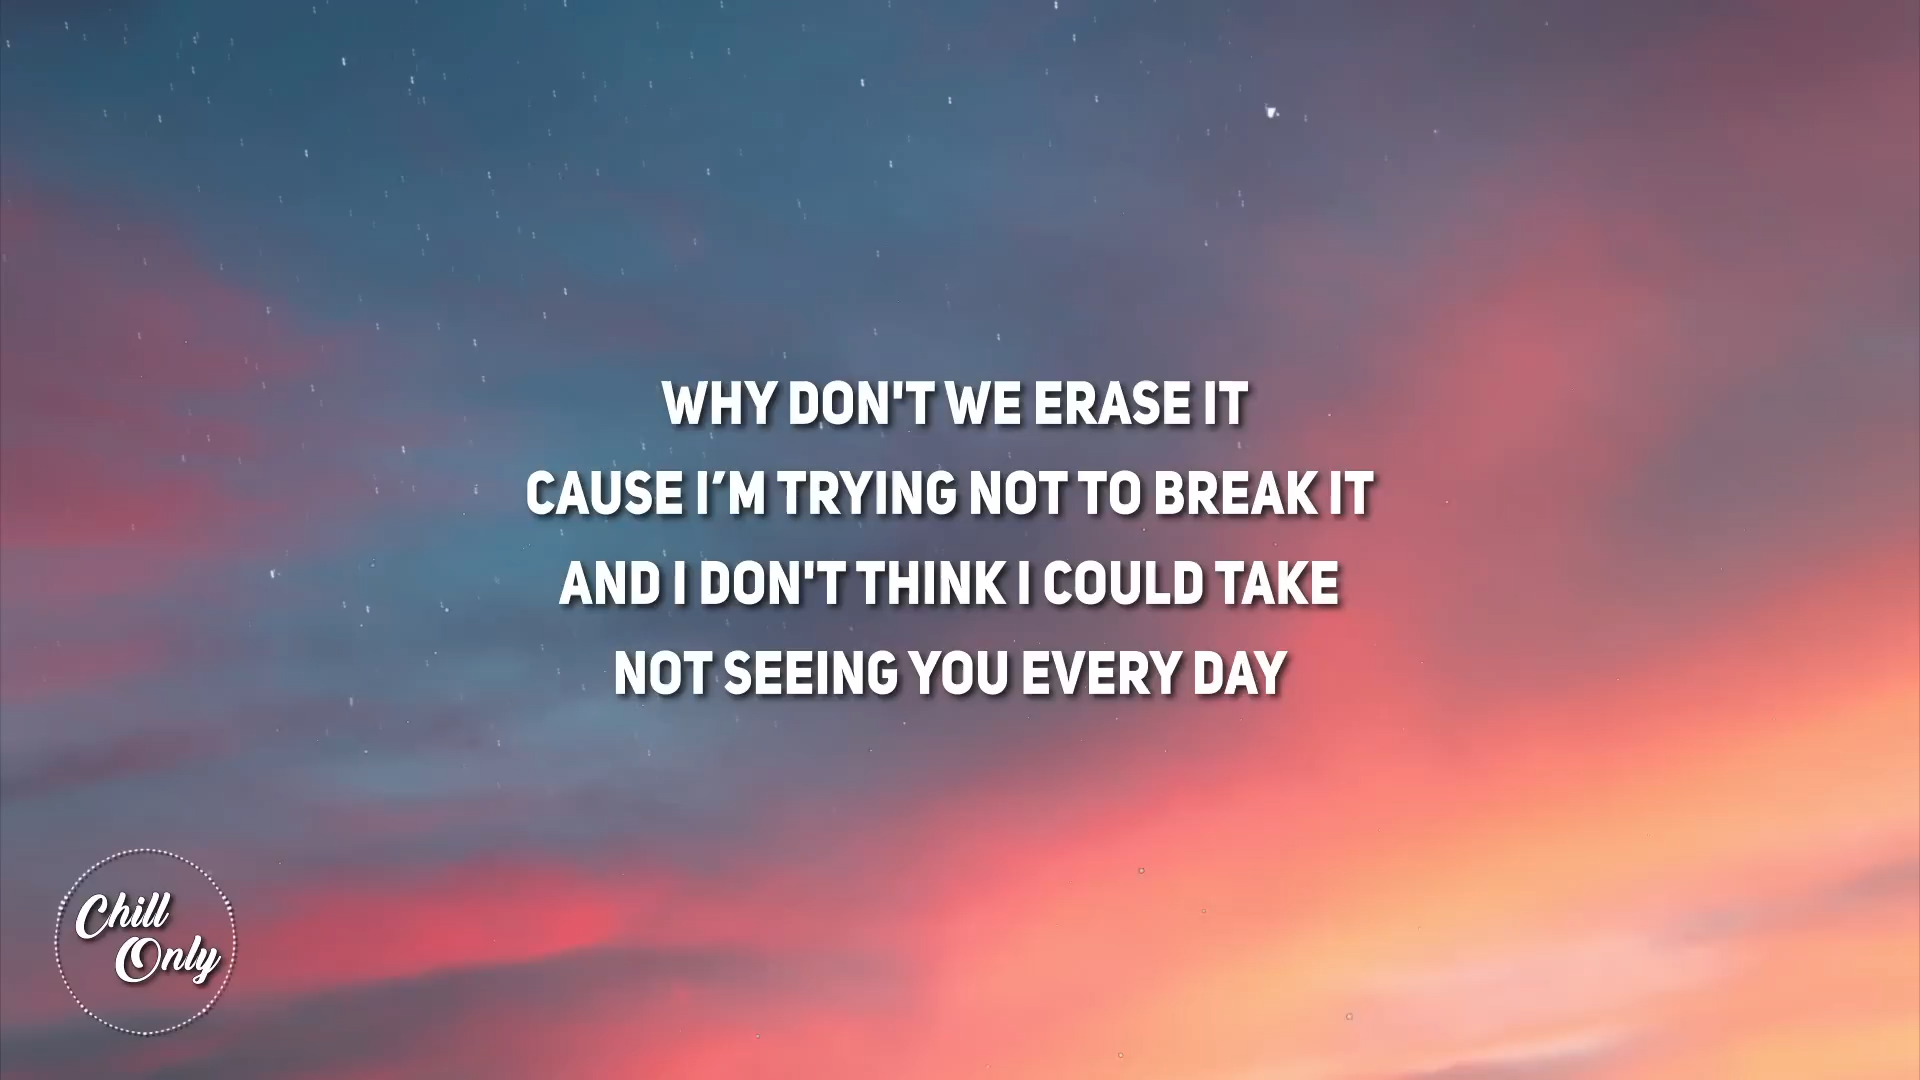 WHY DON'T WE ERASE IT
CAUSE I’M TRYING NOT TO BREAK IT
AND I DON'T THINK I COULD TAKE
NOT SEEING YOU EVERY DAY
Chill
Only